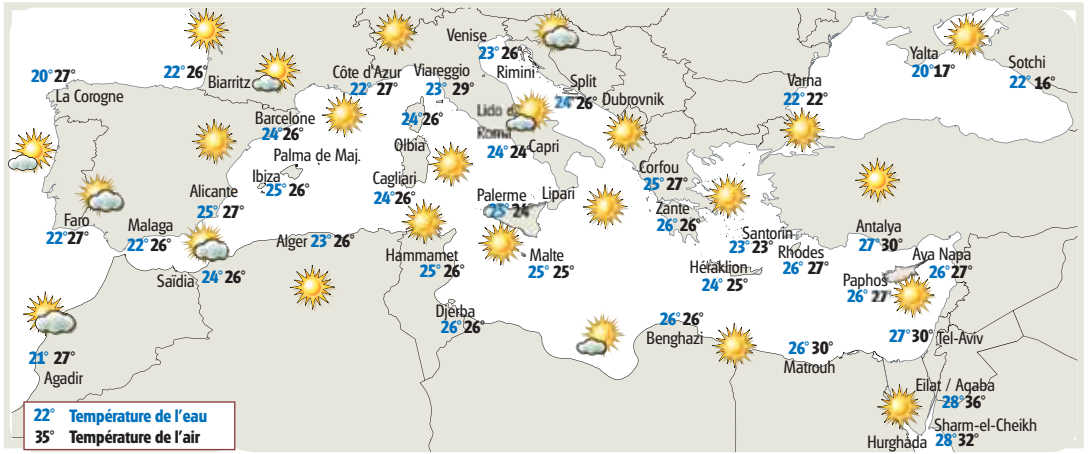 Venise
23° 26°
Rimini
Yalta
20° 17°
Sotchi
22° 16°
20° 27°
La Corogne
22° 26°
Biarritz
Côte d'Azur
22° 27°
Viareggio
23° 29°
Split
24° 26°
Dubrovnik
Varna
22° 22°
Barcelone
24° 26°
24° 26°
Olbia
Lido di
Roma
24° 24°
Capri
Palma de Maj.
Ibiza
25° 26°
Cagliari
24° 26°
Corfou
25° 27°
Alicante
25° 27°
Palerme
25° 24°
Lipari
Zante
26° 26°
Faro
22° 27°
Malaga
22° 26°
Alger 23° 26°
Santorin
23° 23°
Rhodes
26° 27°
Antalya
27° 30°
Hammamet
25° 26°
Malte
25° 25°
Héraklion
24° 25°
Aya Napa
26° 27°
Saïdia
24° 26°
Paphos
26° 27°
Djerba
26° 26°
26° 26°
Benghazi
27° 30°
Tel-Aviv
21° 27°
Agadir
26° 30°
Matrouh
Eilat / Aqaba
28° 36°
Sharm-el-Cheikh
Hurghada 28° 32°
22° Température de l'eau
35° Température de l'air